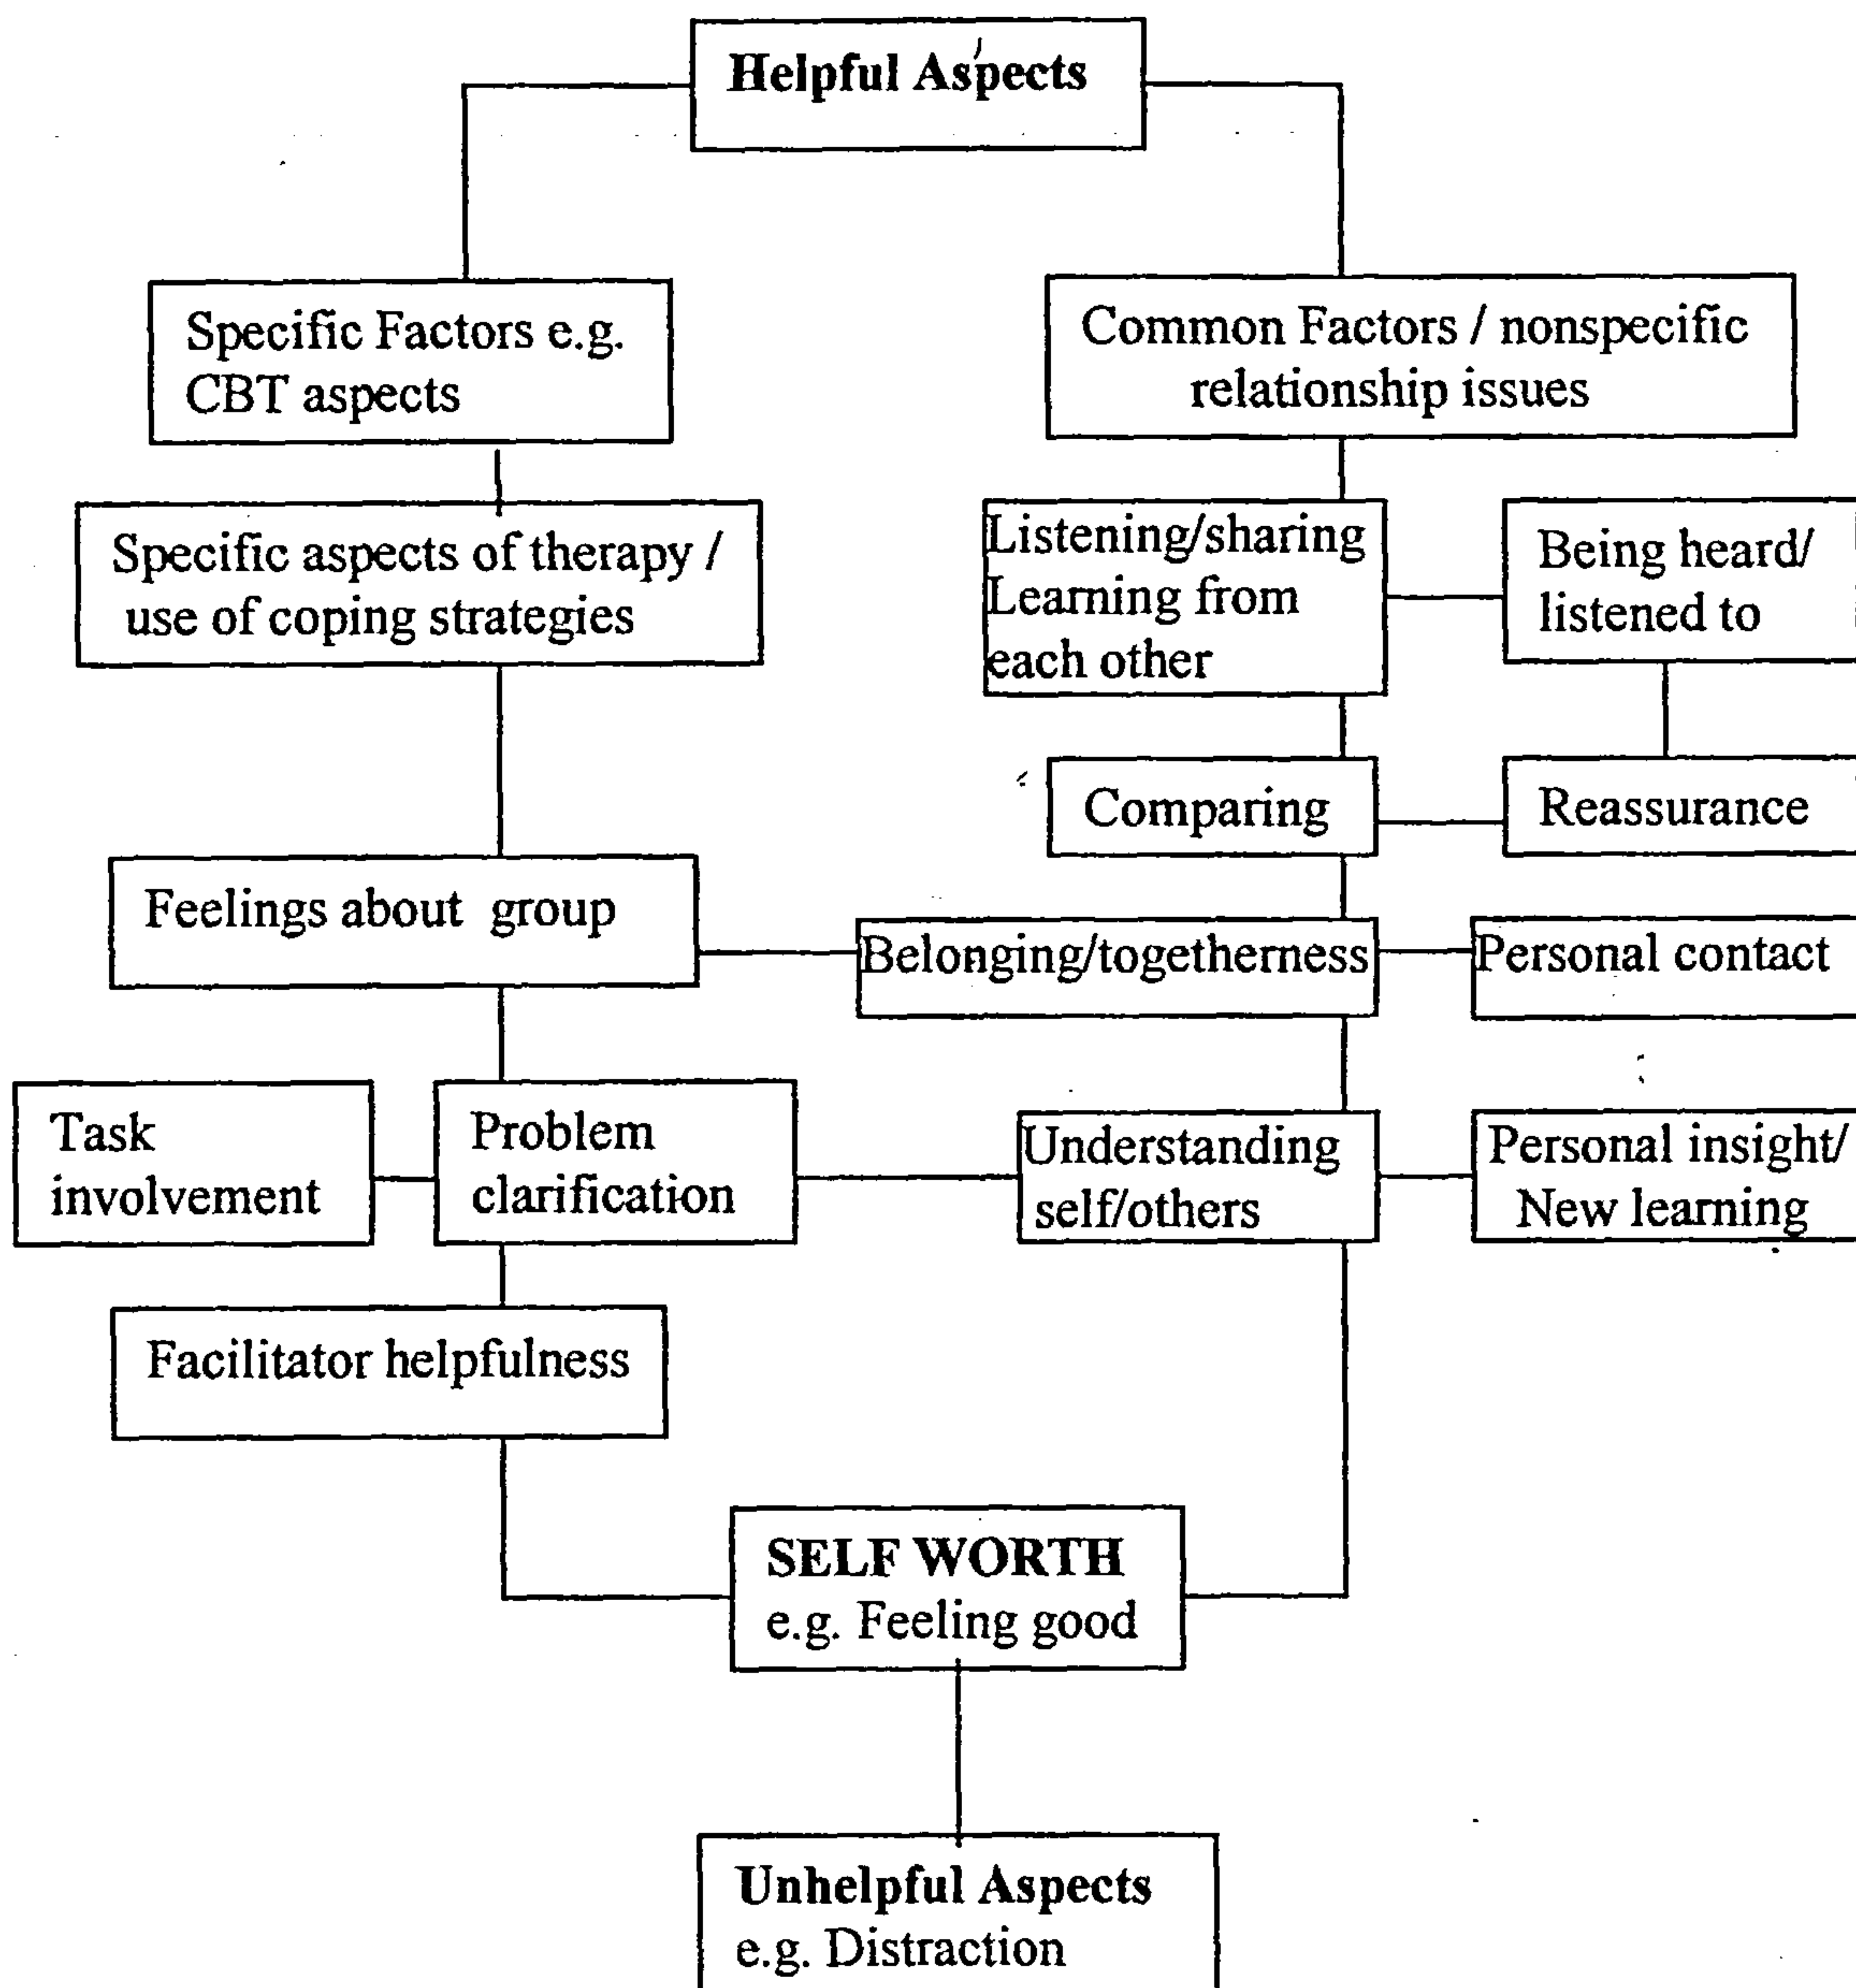 Helpful Aspects
Specific Factors e.g.
CBT aspects
Common Factors / nonspecific
relationship issues
Specific aspects of therapy /
use of coping strategies
Listening/sharing
Learning from
each other
Being heard/
listened to
Comparing
Reassurance
Feelings about group
Belonging/togetherness
Personal contact
Task
involvement
Problem
clarification
Understanding
self/others
Personal insight/
New learning
Facilitator helpfulness
SELF WORTH
e.g. Feeling good
Unhelpful Aspects
e.g. Distraction